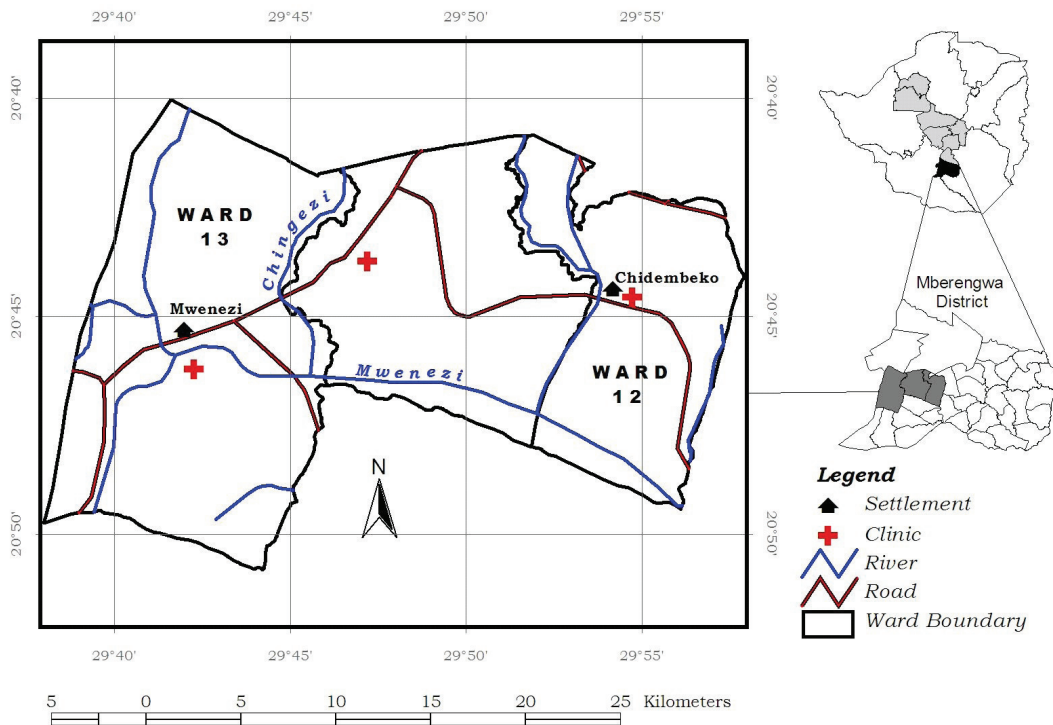 29°40' 29°45' 29°50' 29°55'
20°40' 20°40'
WARD
13
Chingezi
Chidembeko
Mwenezi
20°45' 20°45'
Mwenezi
WARD
12
N
20°50' 20°50'
29°40' 29°45' 29°50' 29°55'
5 0 5 10 15 20 25 Kilometers
Mberengwa
District
Legend
Settlement
Clinic
River
Road
Ward Boundary